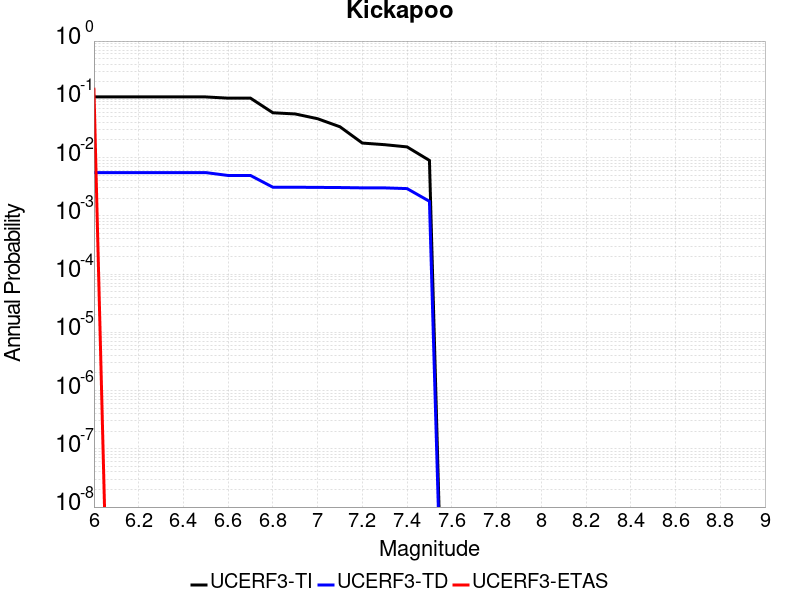 Kickapoo
10^0
10^-1
10^-2
10^-3
10^-4
10^-5
10^-6
10^-7
10^-8
Annual Probability
6 6.2 6.4 6.6 6.8 7 7.2 7.4 7.6 7.8 8 8.2 8.4 8.6 8.8 9
Magnitude
UCERF3-TI UCERF3-TD UCERF3-ETAS